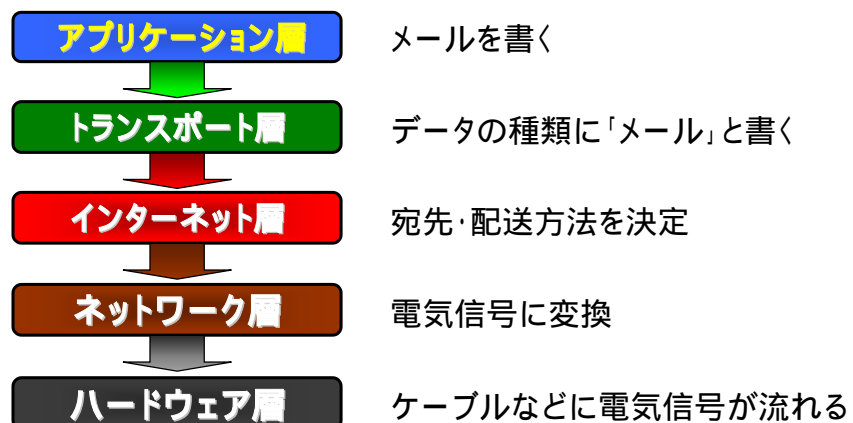 アプリケーション層 メールを書く
トランスポート層 データの種類に「メール」と書く
インターネット層 宛先・配送方法を決定
ネットワーク層 電気信号に変換
ハードウェア層 ケーブルなどに電気信号が流れる